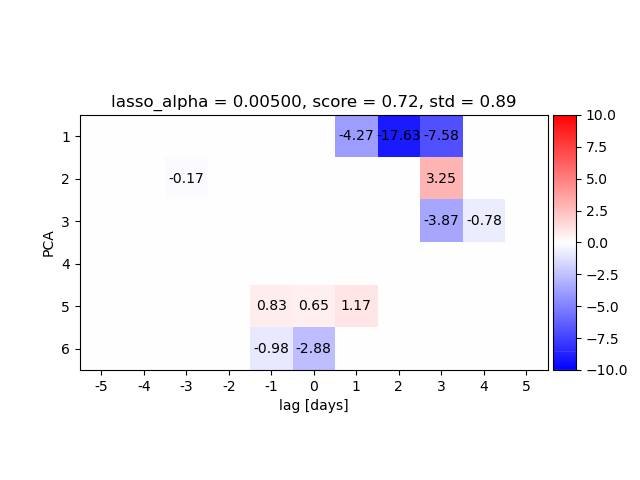 lasso_alpha = 0.00500, score = 0.72, std = 0.89
1 -4.27 -17.63 -7.58
2 -0.17 3.25
3 -3.87 -0.78
4
5 0.83 0.65 1.17
6 -0.98 -2.88
PCA
-5 -4 -3 -2 -1 0 1 2 3 4 5
lag [days]
10.0
7.5
5.0
2.5
0.0
−2.5
−5.0
−7.5
−10.0